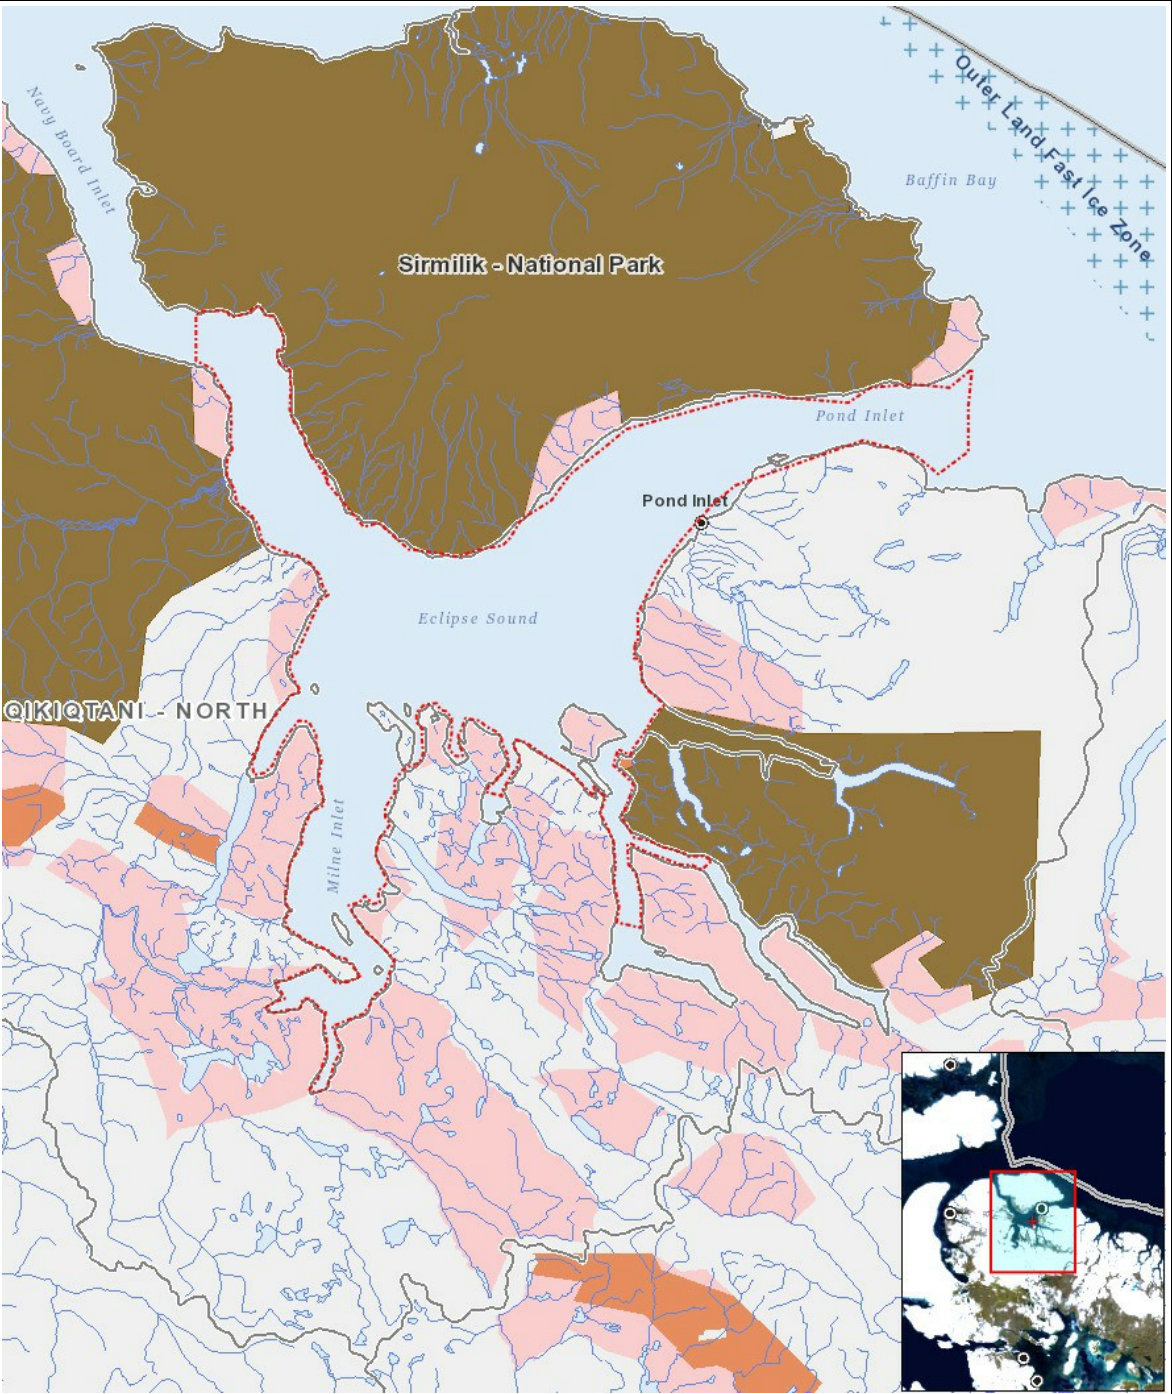 Navy Board Inlet
Outer Land Fast Ice Zone
Baffin Bay
Sirmilik - National Park
Pond Inlet
Pond Inlet
Eclipse Sound
QIKIQTANI - NORTH
Milne Inlet